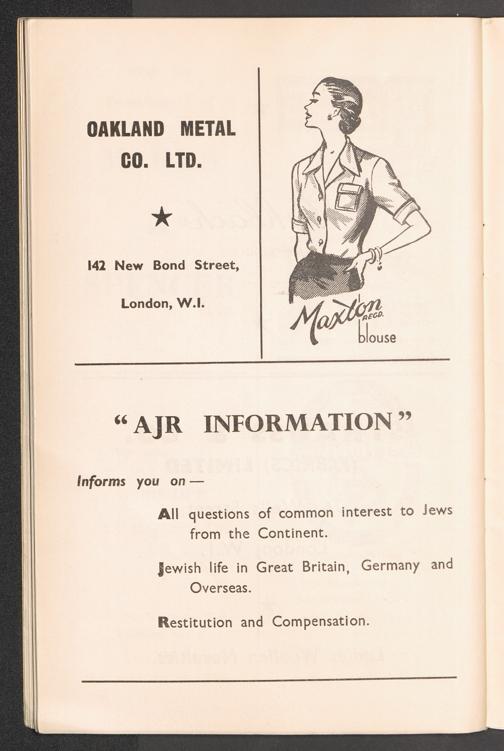 OAKLAND METAL
CO. LTD.
★
142 New Bond Street,
London, W.1.
Maxton
REGD.
blouse
“AJR INFORMATION”
Informs you on—
All questions of common interest to Jews
from the Continent.
Jewish life in Great Britain, Germany and
Overseas.
Restitution and Compensation.